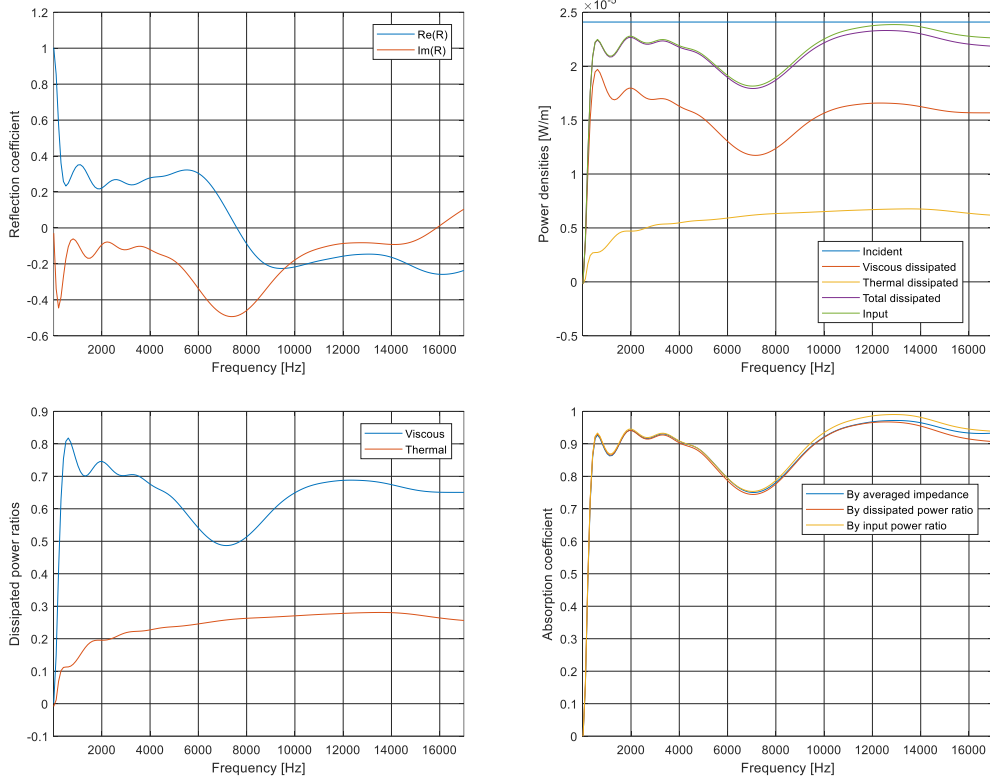 1.2
1
0.8
0.6
0.4
0.2
0
-0.2
-0.4
-0.6
2000 4000 6000 8000 10000 12000 14000 16000
Frequency [Hz]
Reflection coefficient
Re(R)
Im(R)
2.5
2
1.5
1
0.5
0
-0.5
2000 4000 6000 8000 10000 12000 14000 16000
Frequency [Hz]
Power densities [W/m]
Incident
Viscous dissipated
Thermal dissipated
Total dissipated
Input
0.9
0.8
0.7
0.6
0.5
0.4
0.3
0.2
0.1
0
-0.1
2000 4000 6000 8000 10000 12000 14000 16000
Frequency [Hz]
Dissipated power ratios
Viscous
Thermal
1
0.9
0.8
0.7
0.6
0.5
0.4
0.3
0.2
0.1
0
2000 4000 6000 8000 10000 12000 14000 16000
Frequency [Hz]
Absorption coefficient
By averaged impedance
By dissipated power ratio
By input power ratio